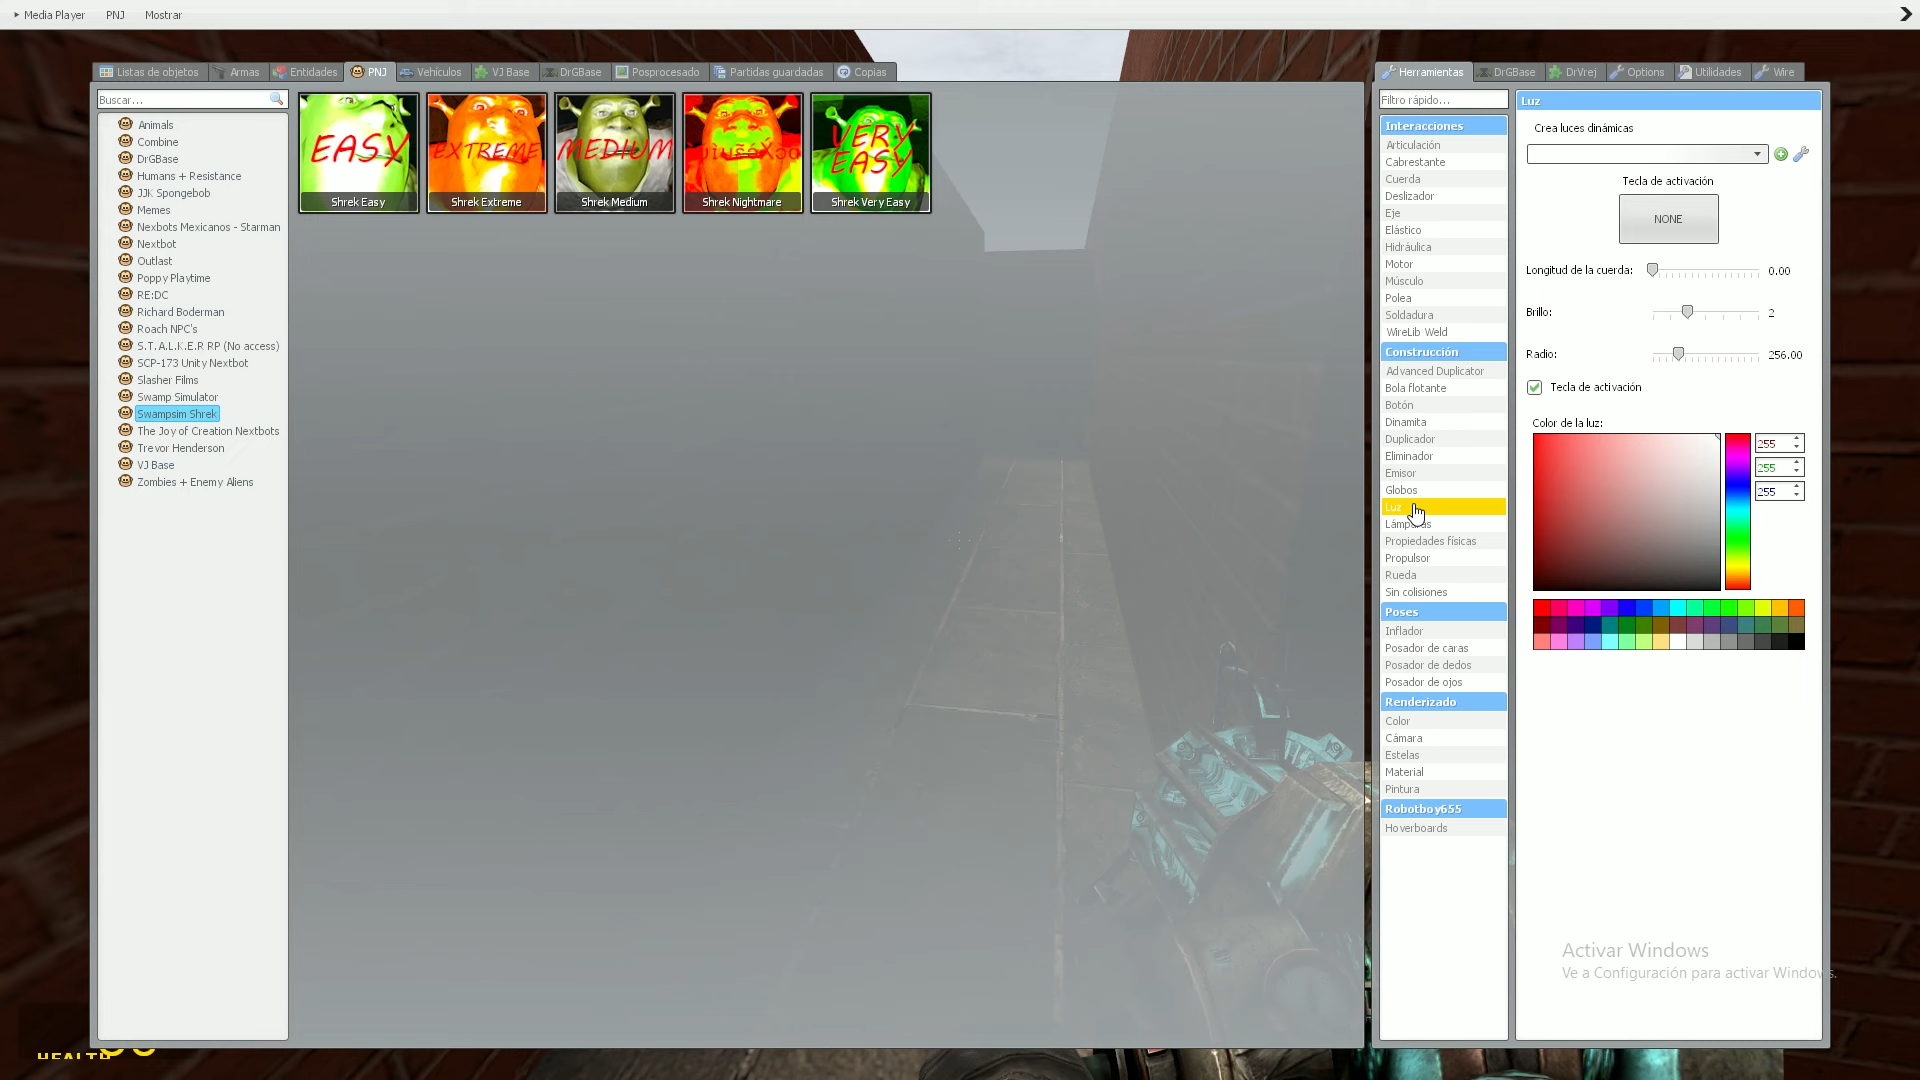 Media Player PNJ Mostrar
Listas de objetos Armas Entidades PNJ Vehículos VJ Base DrGBase Posprocesado Partidas guardadas Copias
Herramientas DrGBase DrVrej Options Utilidades Wire
Buscar...
Animals
Combine
DrGBase
Humans + Resistance
JJK Spongebob
Memes
Nexbots Mexicanos - Starman
Nextbot
Outlast
Poppy Playtime
RE:DC
Richard Boderman
Roach NPC's
S.T.A.L.K.E.R RP (No access)
SCP-173 Unity Nextbot
Slasher Films
Swamp Simulator
Swampsim Shrek
The Joy of Creation Nextbots
Trevor Henderson
VJ Base
Zombies + Enemy Aliens
EASY
Shrek Easy
EXTREME
Shrek Extreme
MEDIUM
Shrek Medium
Shrek Nightmare
VERY
EASY
Shrek Very Easy
Filtro rápido...
Interacciones
Articulación
Cabrestante
Cuerda
Deslizador
Eje
Elástico
Hidráulica
Motor
Músculo
Polea
Soldadura
WireLib Weld
Construcción
Advanced Duplicator
Bola flotante
Botón
Dinamita
Duplicador
Eliminador
Emisor
Globos
Luz
Lámparas
Propiedades físicas
Propulsor
Rueda
Sin colisiones
Poses
Inflador
Posador de caras
Posador de dedos
Posador de ojos
Renderizado
Color
Cámara
Estelas
Material
Pintura
Robotboy655
Hoverboards
Luz
Crea luces dinámicas
Tecla de activación
NONE
Longitud de la cuerda: 0.00
Brillo: 2
Radio: 256.00
Tecla de activación
Color de la luz:
255
255
255
Activar Windows
Ve a Configuración para activar Windows.
HEALTH